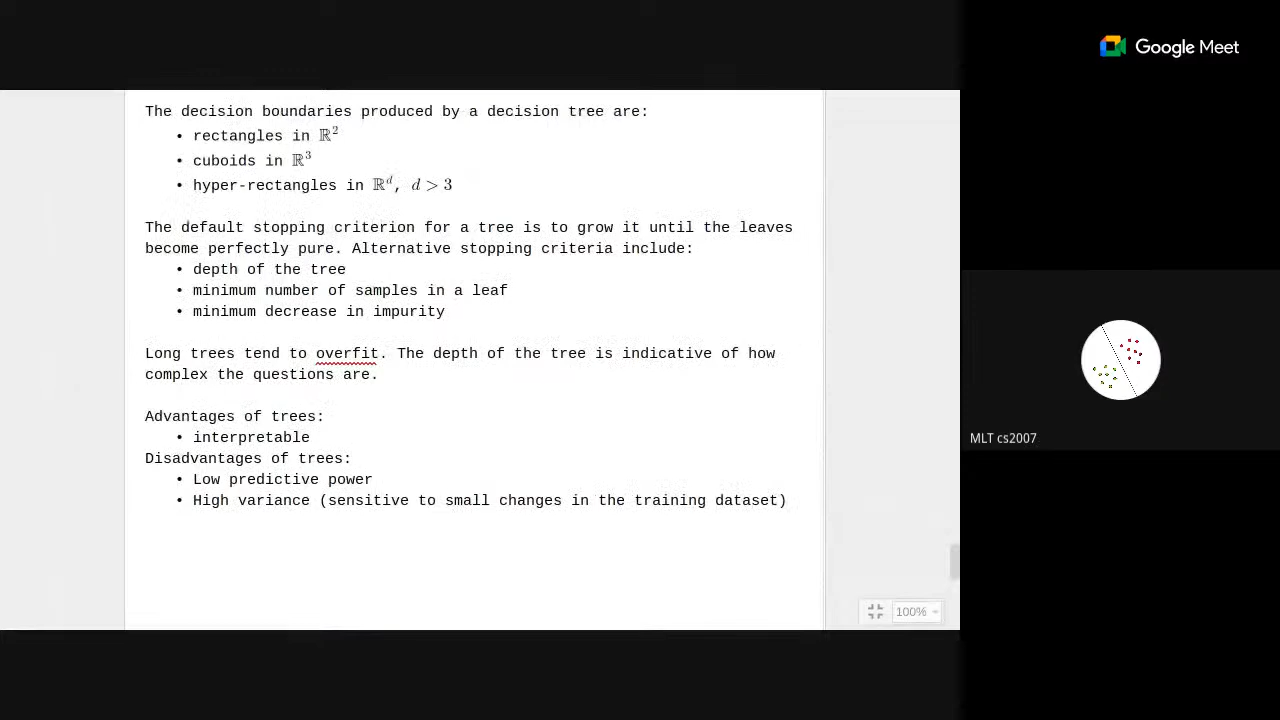 Google Meet
The decision boundaries produced by a decision tree are:
• rectangles in ℝ²
• cuboids in ℝ³
• hyper-rectangles in ℝᵈ, d > 3
The default stopping criterion for a tree is to grow it until the leaves
become perfectly pure. Alternative stopping criteria include:
• depth of the tree
• minimum number of samples in a leaf
• minimum decrease in impurity
Long trees tend to overfit. The depth of the tree is indicative of how
complex the questions are.
Advantages of trees:
• interpretable
Disadvantages of trees:
• Low predictive power
• High variance (sensitive to small changes in the training dataset)
MLT cs2007
100%